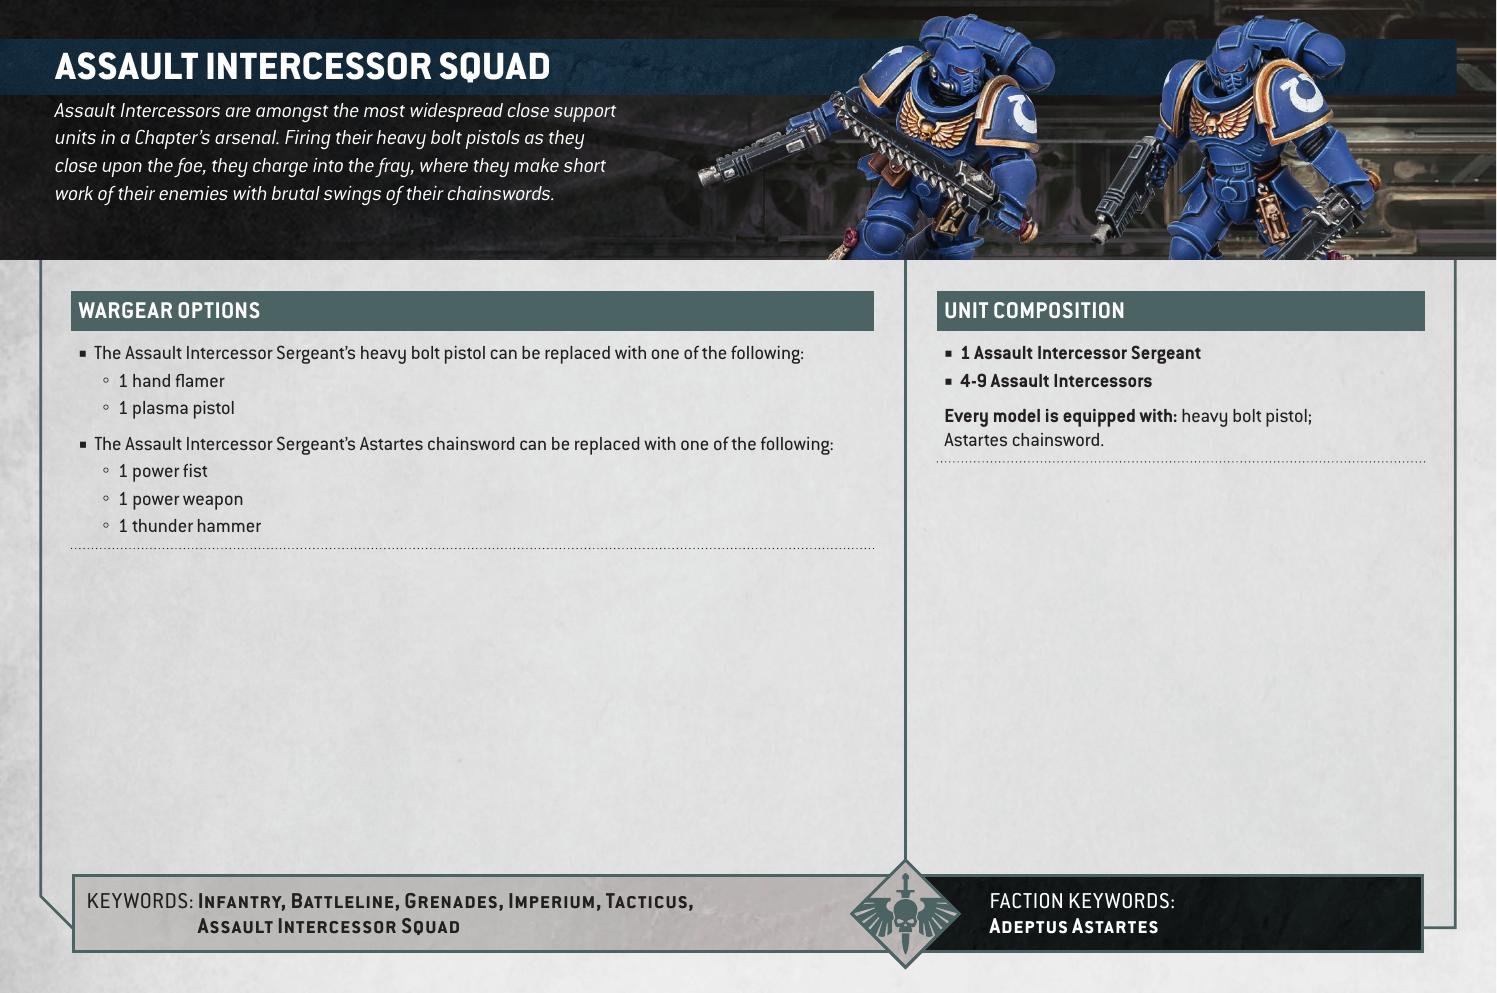 ASSAULT INTERCESSOR SQUAD
Assault Intercessors are amongst the most widespread close support
units in a Chapter's arsenal. Firing their heavy bolt pistols as they
close upon the foe, they charge into the fray, where they make short
work of their enemies with brutal swings of their chainswords.
WARGEAR OPTIONS
■ The Assault Intercessor Sergeant's heavy bolt pistol can be replaced with one of the following:
◦ 1 hand flamer
◦ 1 plasma pistol
■ The Assault Intercessor Sergeant's Astartes chainsword can be replaced with one of the following:
◦ 1 power fist
◦ 1 power weapon
◦ 1 thunder hammer
UNIT COMPOSITION
■ 1 Assault Intercessor Sergeant
■ 4-9 Assault Intercessors
Every model is equipped with: heavy bolt pistol;
Astartes chainsword.
KEYWORDS: Infantry, Battleline, Grenades, Imperium, Tacticus,
Assault Intercessor Squad
FACTION KEYWORDS:
Adeptus Astartes